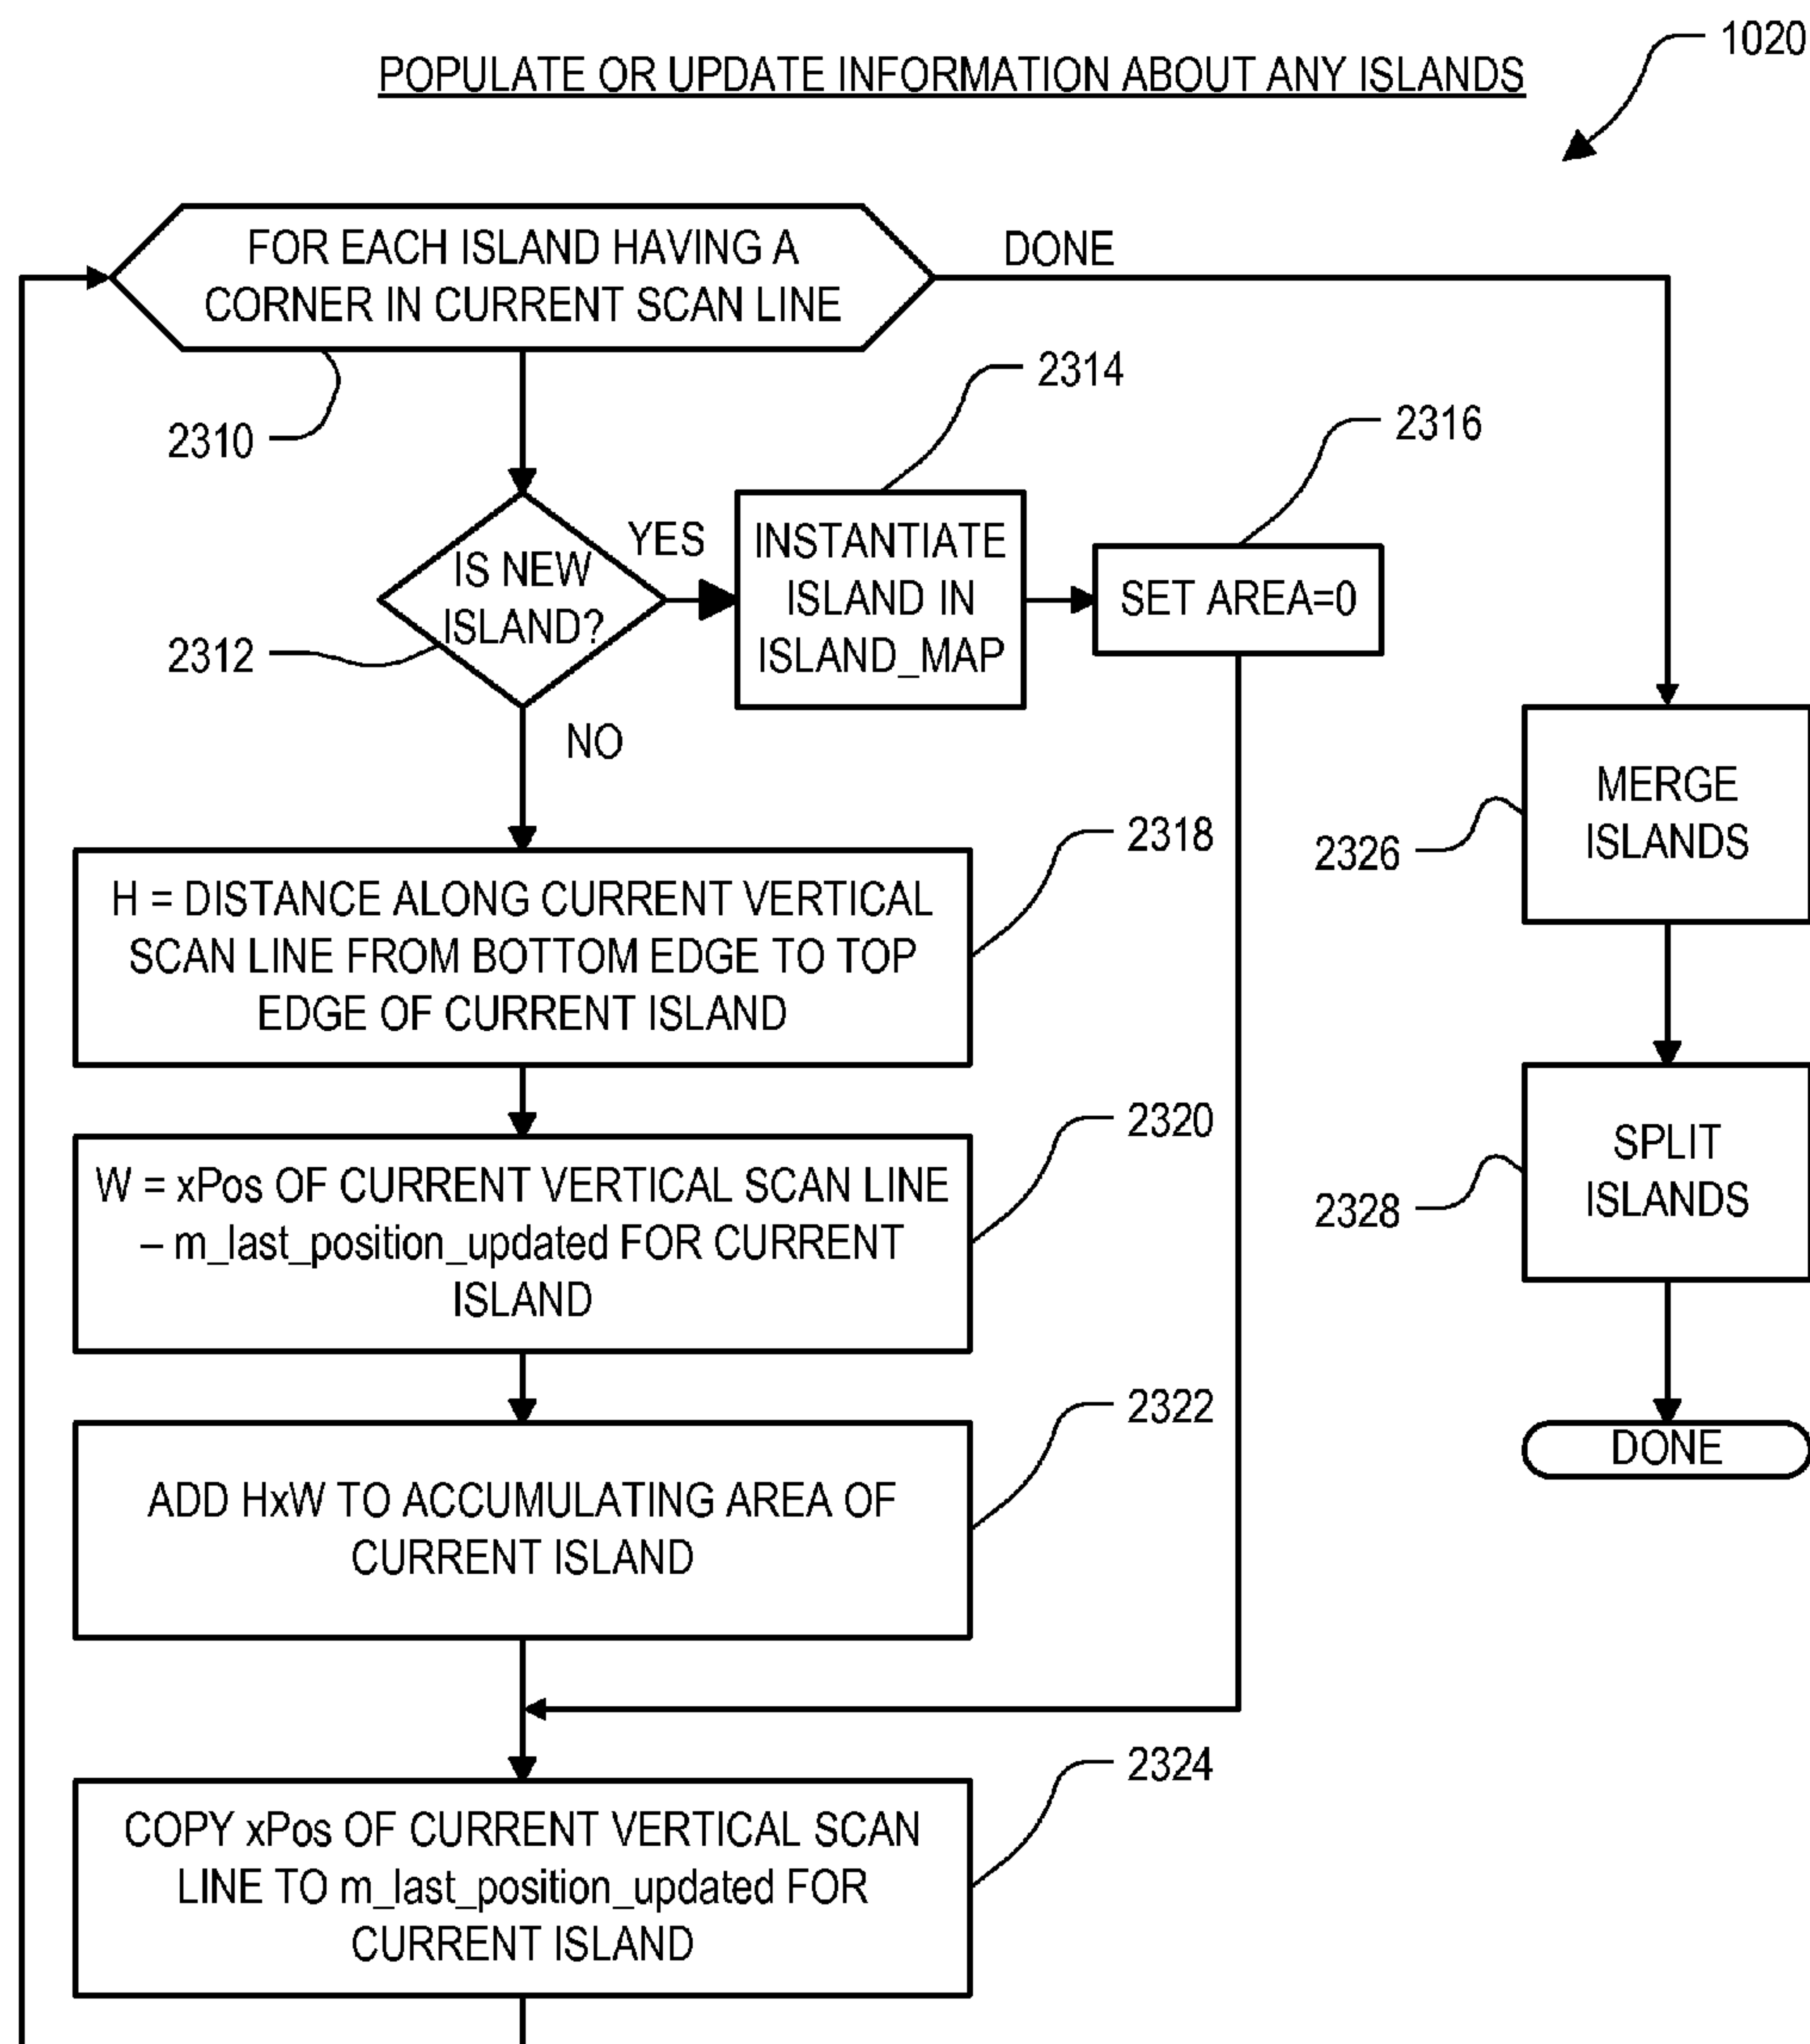 1020
POPULATE OR UPDATE INFORMATION ABOUT ANY ISLANDS
FOR EACH ISLAND HAVING A
CORNER IN CURRENT SCAN LINE
DONE
2310
2314
2316
IS NEW
ISLAND?
2312
YES
INSTANTIATE
ISLAND IN
ISLAND_MAP
SET AREA=0
NO
2318
H = DISTANCE ALONG CURRENT VERTICAL
SCAN LINE FROM BOTTOM EDGE TO TOP
EDGE OF CURRENT ISLAND
2320
W = xPos OF CURRENT VERTICAL SCAN LINE
– m_last_position_updated FOR CURRENT
ISLAND
2322
ADD HxW TO ACCUMULATING AREA OF
CURRENT ISLAND
2324
COPY xPos OF CURRENT VERTICAL SCAN
LINE TO m_last_position_updated FOR
CURRENT ISLAND
MERGE
ISLANDS
2326
SPLIT
ISLANDS
2328
DONE